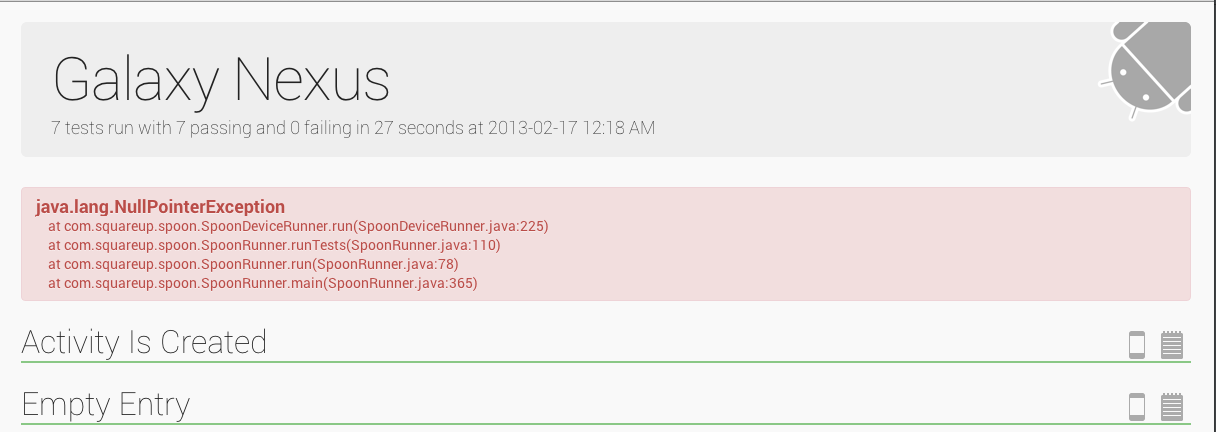 Galaxy Nexus
7 tests run with 7 passing and 0 failing in 27 seconds at 2013-02-17 12:18 AM
java.lang.NullPointerException
at com.squareup.spoon.SpoonDeviceRunner.run(SpoonDeviceRunner.java:225)
at com.squareup.spoon.SpoonRunner.runTests(SpoonRunner.java:110)
at com.squareup.spoon.SpoonRunner.run(SpoonRunner.java:78)
at com.squareup.spoon.SpoonRunner.main(SpoonRunner.java:365)
Activity Is Created
Empty Entry